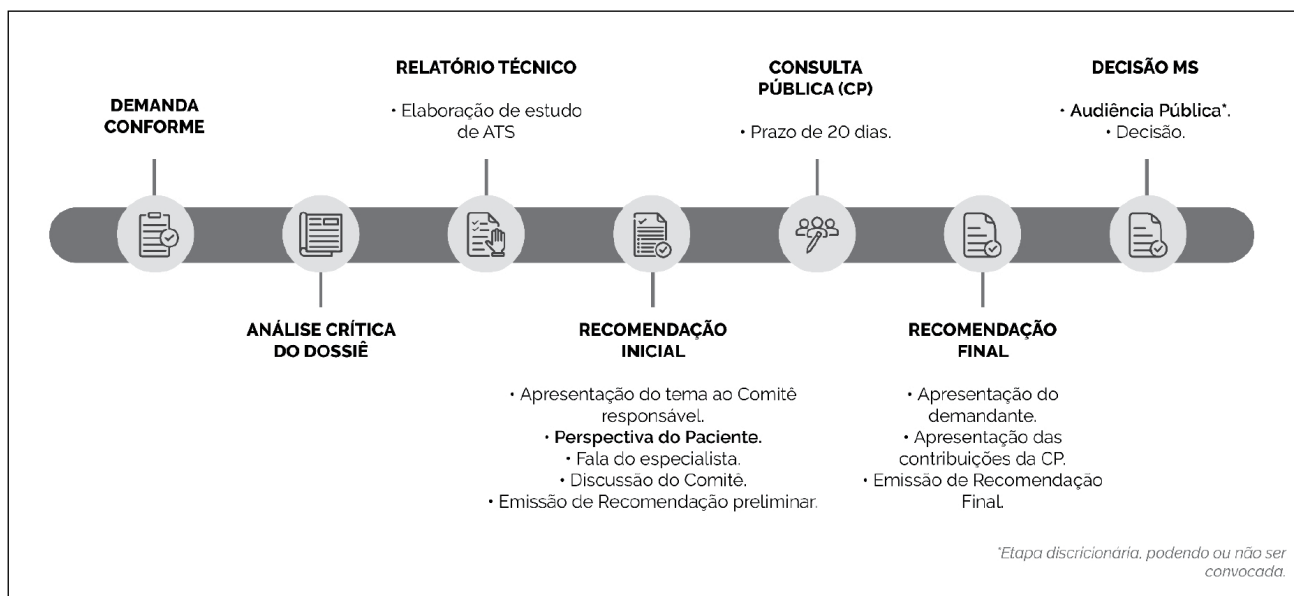 DEMANDA
CONFORME
ANÁLISE CRÍTICA
DO DOSSIÊ
RELATÓRIO TÉCNICO
• Elaboração de estudo
de ATS
RECOMENDAÇÃO
INICIAL
• Apresentação do tema ao Comitê
responsável.
• Perspectiva do Paciente.
• Fala do especialista.
• Discussão do Comitê.
• Emissão de Recomendação preliminar.
CONSULTA
PÚBLICA (CP)
• Prazo de 20 dias.
RECOMENDAÇÃO
FINAL
• Apresentação do
demandante.
• Apresentação das
contribuições da CP.
• Emissão de Recomendação
Final.
DECISÃO MS
• Audiência Pública*.
• Decisão.
*Etapa discricionária, podendo ou não ser
convocada.